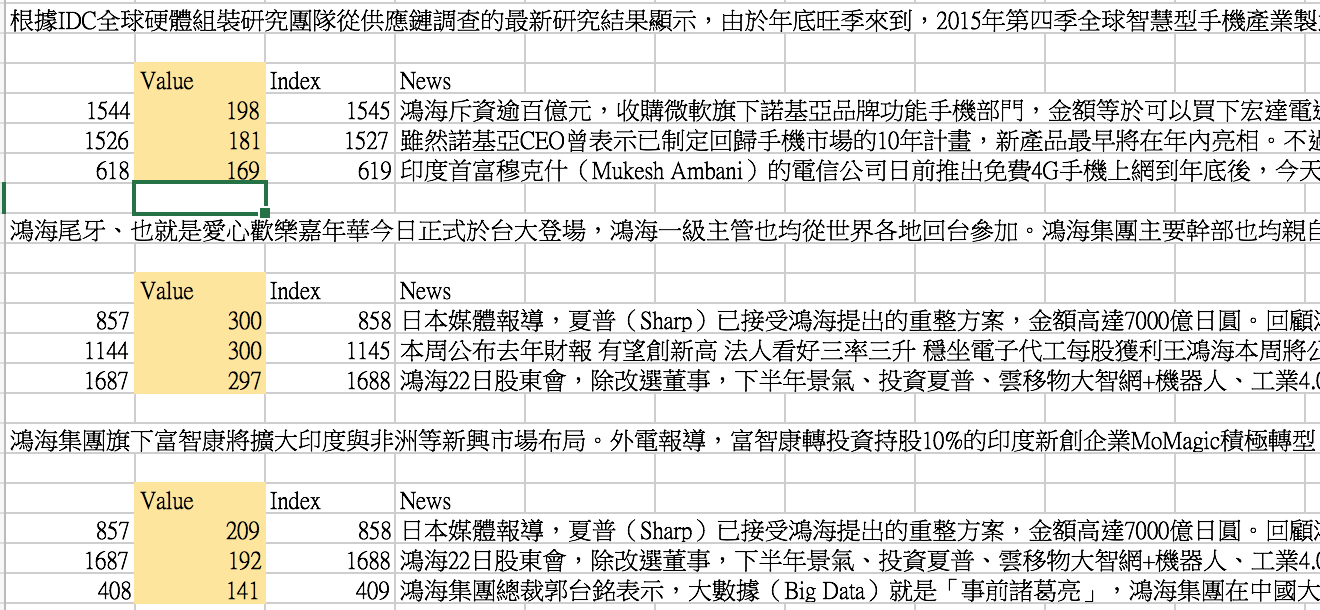 根據IDC全球硬體組裝研究團隊從供應鏈調查的最新研究結果顯示，由於年底旺季來到，2015年第四季全球智慧型手機產業製
Value Index News
1544 198 1545 鴻海斥資逾百億元，收購微軟旗下諾基亞品牌功能手機部門，金額等於可以買下宏達電
1526 181 1527 雖然諾基亞CEO曾表示已制定回歸手機市場的10年計畫，新產品最早將在年內亮相。不
618 169 619 印度首富穆克什（Mukesh Ambani）的電信公司日前推出免費4G手機上網到年底後，今天
鴻海尾牙、也就是愛心歡樂嘉年華今日正式於台大登場，鴻海一級主管也均從世界各地回台參加。鴻海集團主要幹部也均親自
Value Index News
857 300 858 日本媒體報導，夏普（Sharp）已接受鴻海提出的重整方案，金額高達7000億日圓。回顧
1144 300 1145 本周公布去年財報 有望創新高 法人看好三率三升 穩坐電子代工每股獲利王鴻海本周將公
1687 297 1688 鴻海22日股東會，除改選董事，下半年景氣、投資夏普、雲移物大智網+機器人、工業4.0
鴻海集團旗下富智康將擴大印度與非洲等新興市場布局。外電報導，富智康轉投資持股10%的印度新創企業MoMagic積極轉型
Value Index News
857 209 858 日本媒體報導，夏普（Sharp）已接受鴻海提出的重整方案，金額高達7000億日圓。回顧
1687 192 1688 鴻海22日股東會，除改選董事，下半年景氣、投資夏普、雲移物大智網+機器人、工業4.0
408 141 409 鴻海集團總裁郭台銘表示，大數據（Big Data）就是「事前諸葛亮」，鴻海集團在中國大